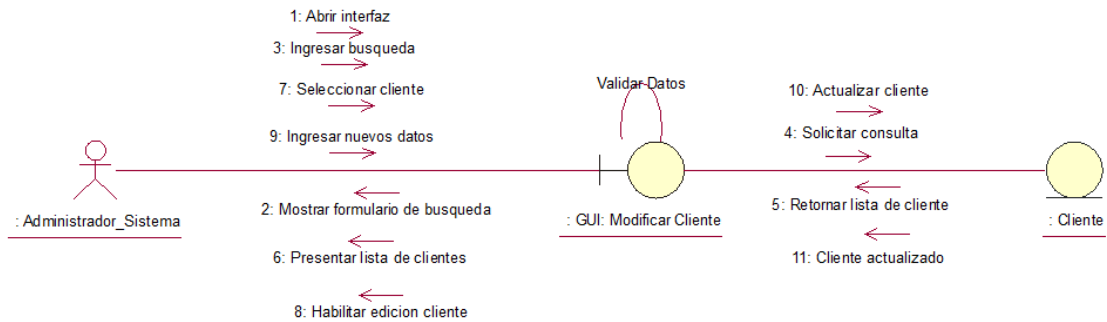 1: Abrir interfaz
3: Ingresar busqueda
7: Seleccionar cliente
9: Ingresar nuevos datos
Validar Datos
10: Actualizar cliente
4: Solicitar consulta
: Administrador_Sistema
2: Mostrar formulario de busqueda
6: Presentar lista de clientes
8: Habilitar edicion cliente
: GUI: Modificar Cliente
5: Retornar lista de cliente
11: Cliente actualizado
: Cliente